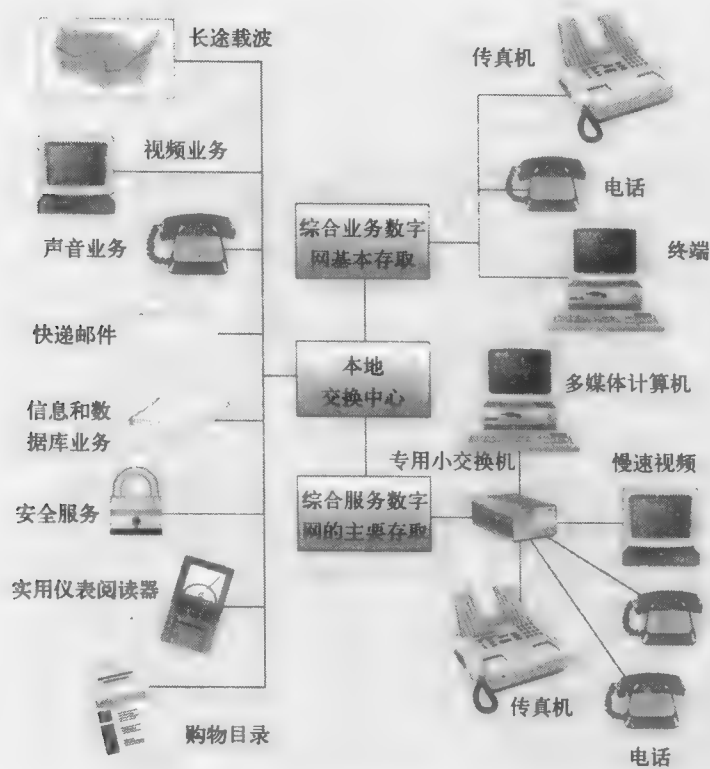 长途载波
视频业务
声音业务
快递邮件
信息和数
据库业务
安全服务
实用仪表阅读器
购物目录
综合业务数字
网基本存取
本地
交换中心
综合服务数字
网的主要存取
传真机
电话
终端
多媒体计算机
专用小交换机
慢速视频
传真机
电话